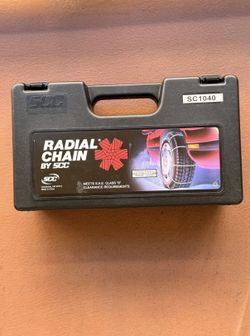 SCC
SC1040
RADIAL
CHAIN
BY SCC
MEETS S.A.E. CLASS "S"
CLEARANCE REQUIREMENTS
SCC